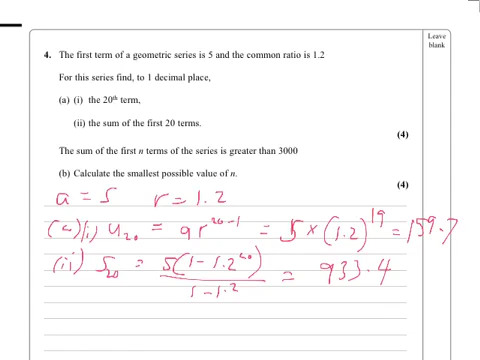 Leave
blank
4. The first term of a geometric series is 5 and the common ratio is 1.2
For this series find, to 1 decimal place,
(a) (i) the 20th term,
(ii) the sum of the first 20 terms.
(4)
The sum of the first n terms of the series is greater than 3000
(b) Calculate the smallest possible value of n.
(4)
a = 5 r = 1.2
(a)(i) U₂₀ = ar²⁰⁻¹ = 5 × (1.2)¹⁹ = 159.7
(ii) S₂₀ = 5(1 - 1.2²⁰) / 1 - 1.2 = 933.4